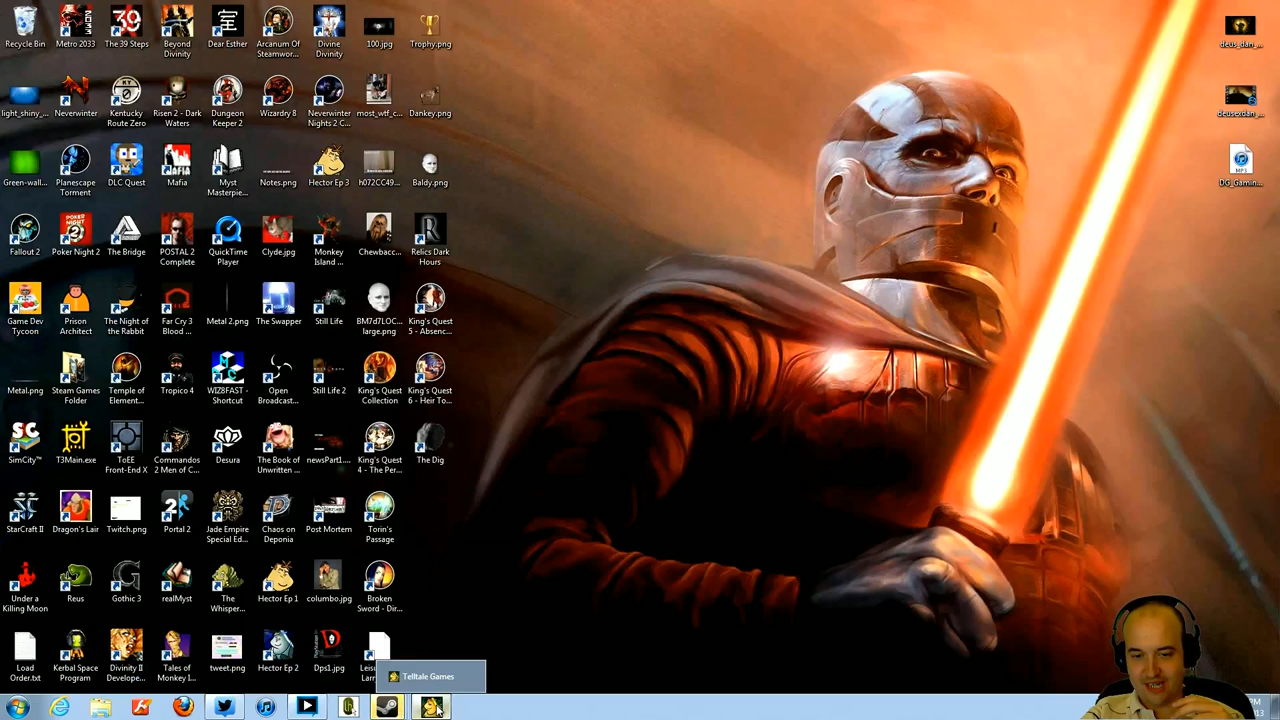 Recycle Bin
Metro 2033
The 39 Steps
Beyond
Divinity
Dear Esther
Arcanum Of
Steamwor...
Divine
Divinity
100.jpg
Trophy.png
deus_dan_...
light_shiny_...
Neverwinter
Kentucky
Route Zero
Risen 2 - Dark
Waters
Dungeon
Keeper 2
Wizardry 8
Neverwinter
Nights 2 C...
most_wtf_c...
Dankey.png
deusexdan_...
Green-wall...
Planescape
Torment
DLC Quest
Mafia
Myst
Masterpie...
Notes.png
Hector Ep 3
h072CC49...
Baldy.png
DG_Gamin...
Fallout 2
Poker Night 2
The Bridge
POSTAL 2
Complete
QuickTime
Player
Clyde.jpg
Monkey
Island ...
Chewbacc...
Relics Dark
Hours
Game Dev
Tycoon
Prison
Architect
The Night of
the Rabbit
Far Cry 3
Blood ...
Metal 2.png
The Swapper
Still Life
BM7d7LOC...
large.png
King's Quest
5 - Absenc...
Metal.png
Steam Games
Folder
Temple of
Element...
Tropico 4
WIZ8FAST -
Shortcut
Open
Broadcast...
Still Life 2
King's Quest
Collection
King's Quest
6 - Heir To...
SimCity™
T3Main.exe
ToEE
Front-End X
Commandos
2 Men of C...
Desura
The Book of
Unwritten ...
newsPart1....
King's Quest
4 - The Per...
The Dig
StarCraft II
Dragon's Lair
Twitch.png
Portal 2
Jade Empire
Special Ed...
Chaos on
Deponia
Post Mortem
Torin's
Passage
Under a
Killing Moon
Reus
Gothic 3
realMyst
The
Whisper...
Hector Ep 1
columbo.jpg
Broken
Sword - Dir...
Load
Order.txt
Kerbal Space
Program
Divinity II
Develope...
Tales of
Monkey I...
tweet.png
Hector Ep 2
Dps1.jpg
Leisu
Larry
Telltale Games